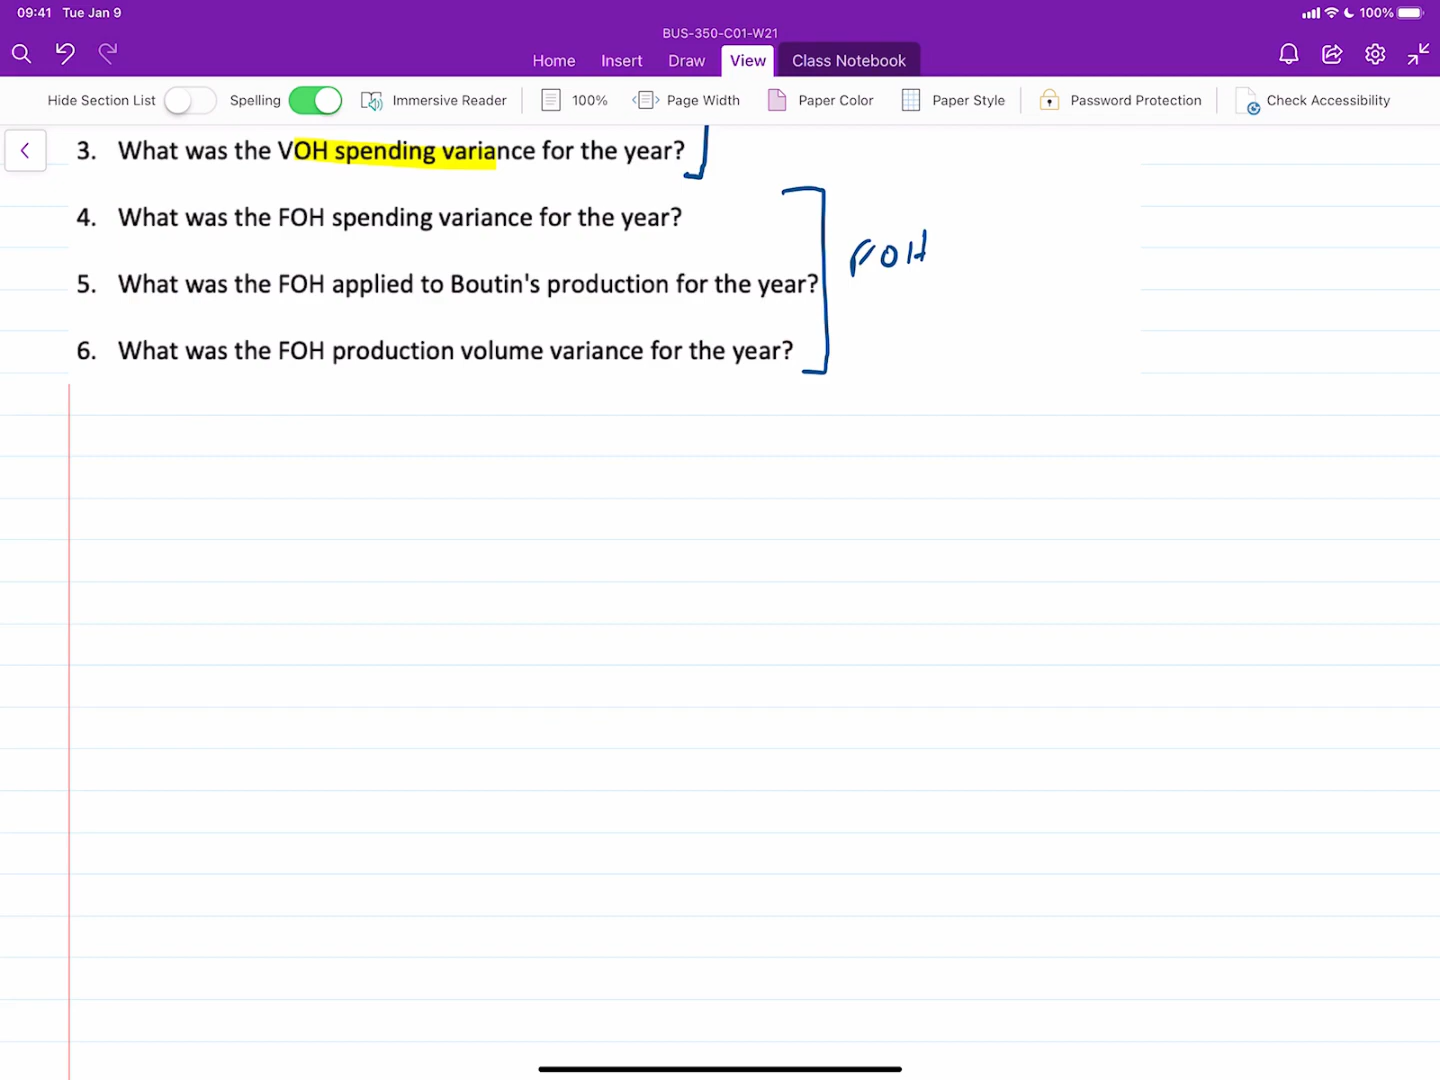 09:41 Tue Jan 9
100%
BUS-350-C01-W21
Home Insert Draw View Class Notebook
Hide Section List Spelling Immersive Reader 100% Page Width Paper Color Paper Style Password Protection Check Accessibility
3. What was the VOH spending variance for the year?
4. What was the FOH spending variance for the year?
FOH
5. What was the FOH applied to Boutin's production for the year?
6. What was the FOH production volume variance for the year?